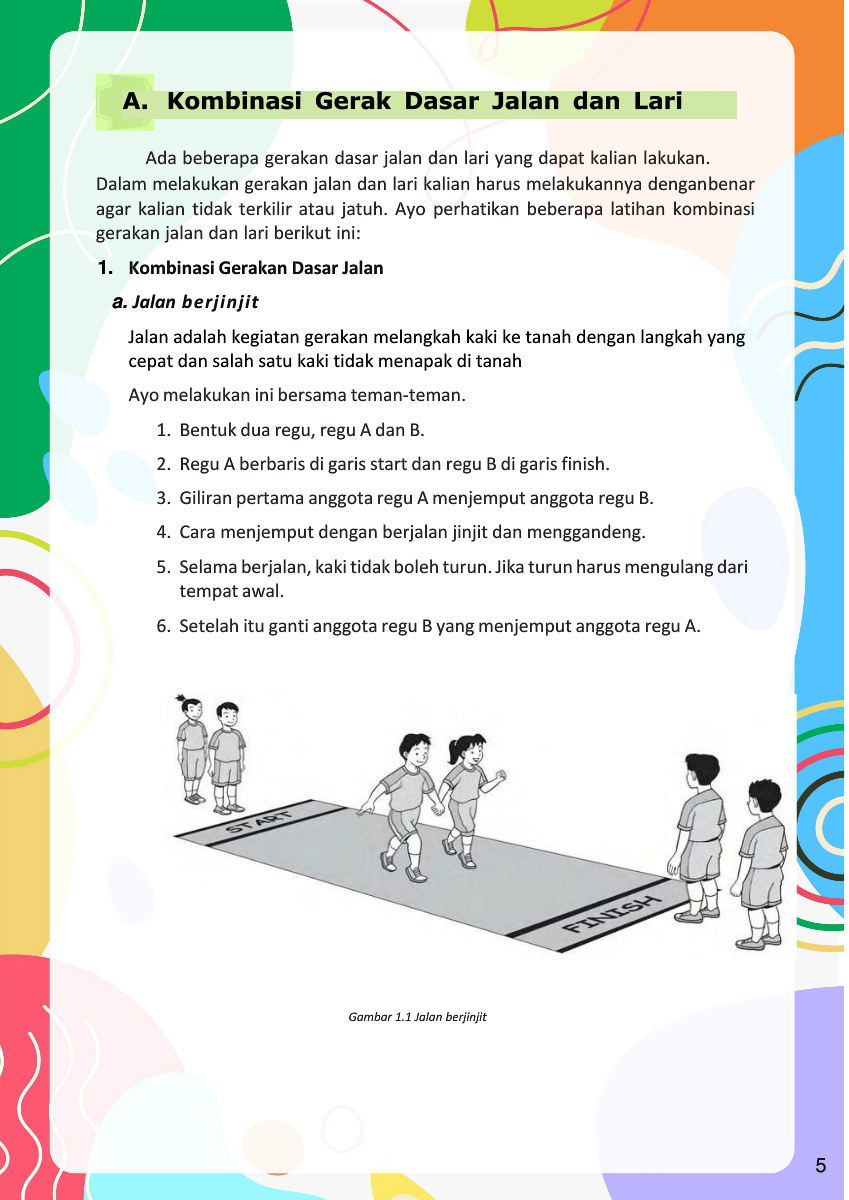 A. Kombinasi Gerak Dasar Jalan dan Lari
Ada beberapa gerakan dasar jalan dan lari yang dapat kalian lakukan.
Dalam melakukan gerakan jalan dan lari kalian harus melakukannya denganbenar
agar kalian tidak terkilir atau jatuh. Ayo perhatikan beberapa latihan kombinasi
gerakan jalan dan lari berikut ini:
1. Kombinasi Gerakan Dasar Jalan
a. Jalan berjinjit
Jalan adalah kegiatan gerakan melangkah kaki ke tanah dengan langkah yang
cepat dan salah satu kaki tidak menapak di tanah
Ayo melakukan ini bersama teman-teman.
1. Bentuk dua regu, regu A dan B.
2. Regu A berbaris di garis start dan regu B di garis finish.
3. Giliran pertama anggota regu A menjemput anggota regu B.
4. Cara menjemput dengan berjalan jinjit dan menggandeng.
5. Selama berjalan, kaki tidak boleh turun. Jika turun harus mengulang dari
tempat awal.
6. Setelah itu ganti anggota regu B yang menjemput anggota regu A.
START
FINISH
Gambar 1.1 Jalan berjinjit
5